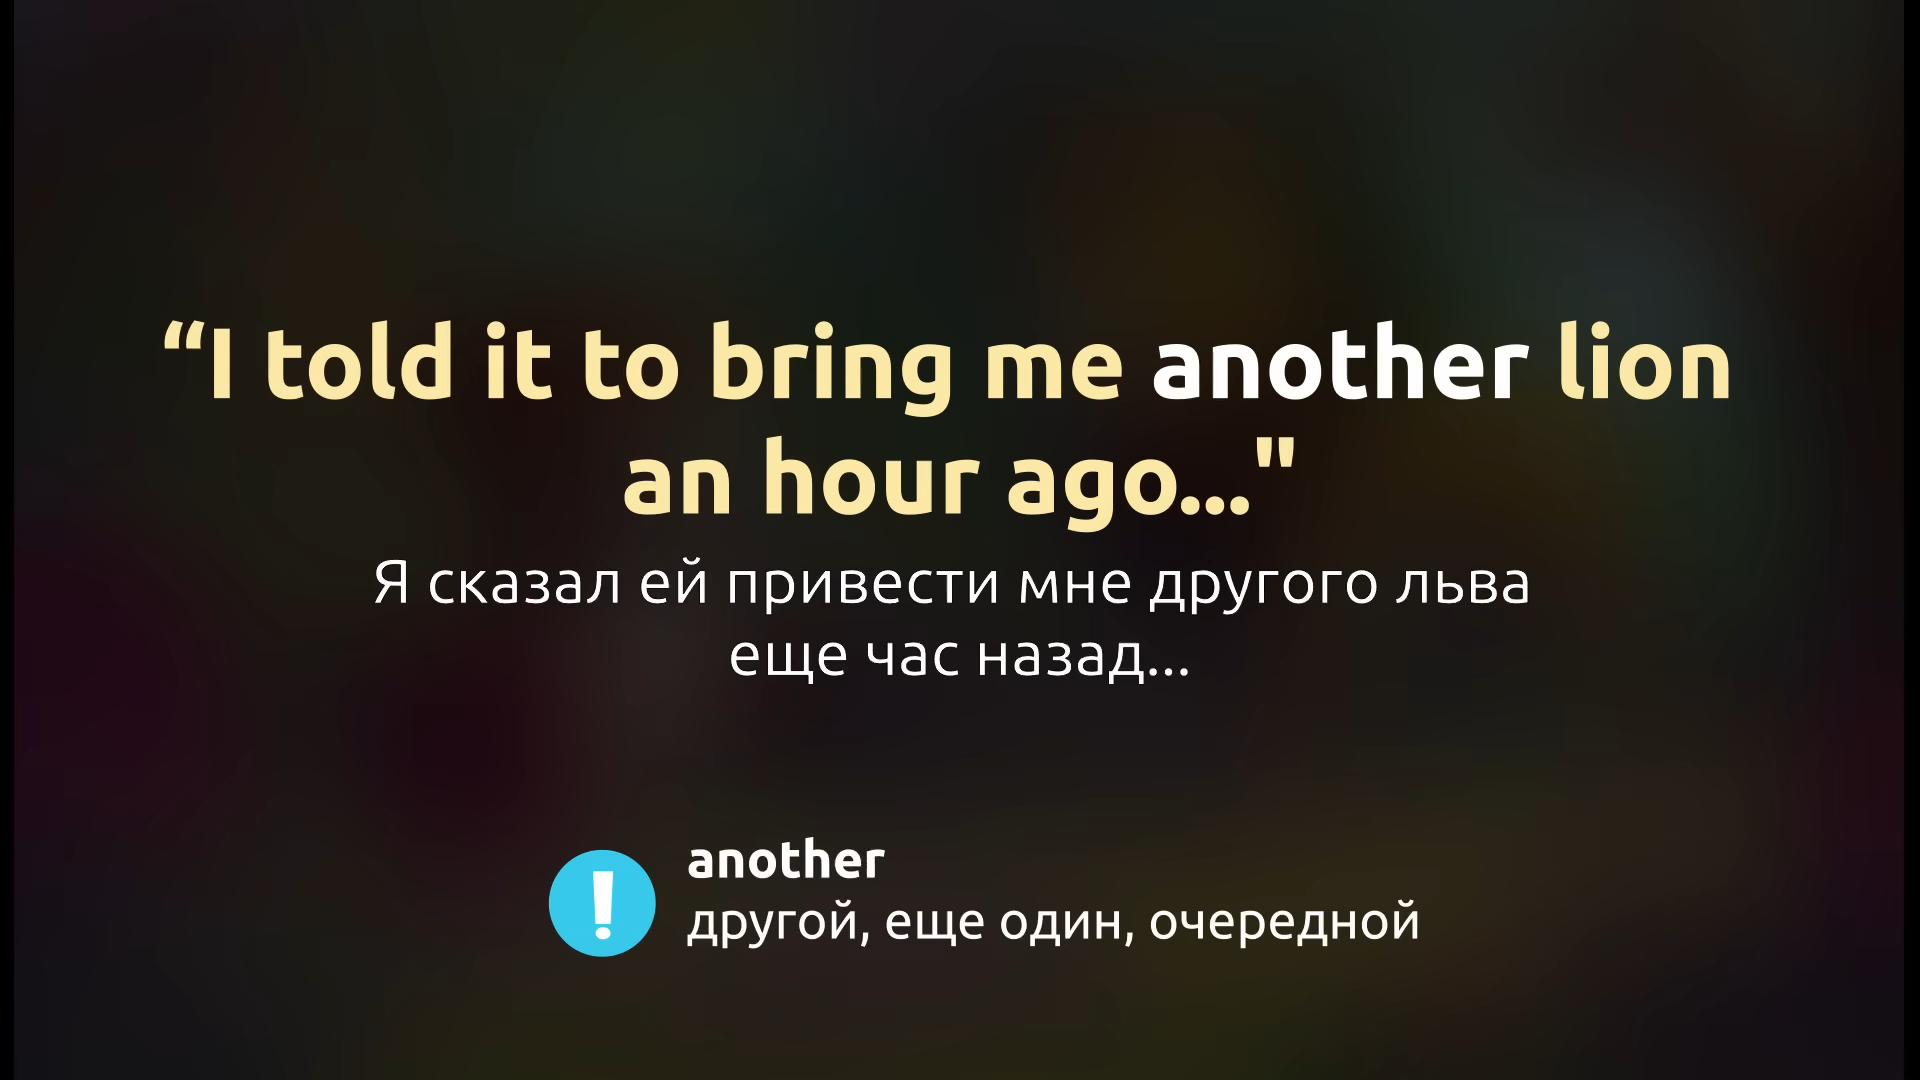 “I told it to bring me another lion
an hour ago..."
Я сказал ей привести мне другого льва
еще час назад...
!
another
другой, еще один, очередной